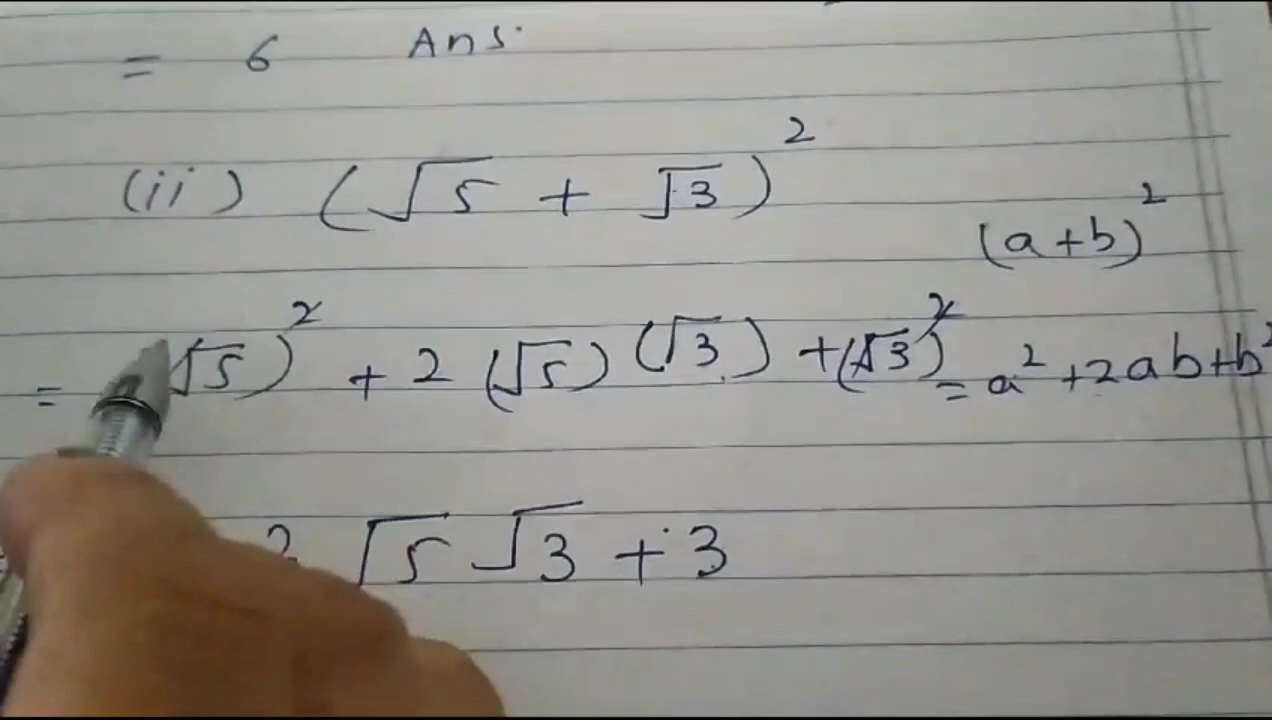 = 6 Ans.
(ii) (√5 + √3)²
(a+b)²
= (√5)² + 2 (√5) (√3) + (√3)²
= a² + 2ab + b²
2 √5 √3 + 3